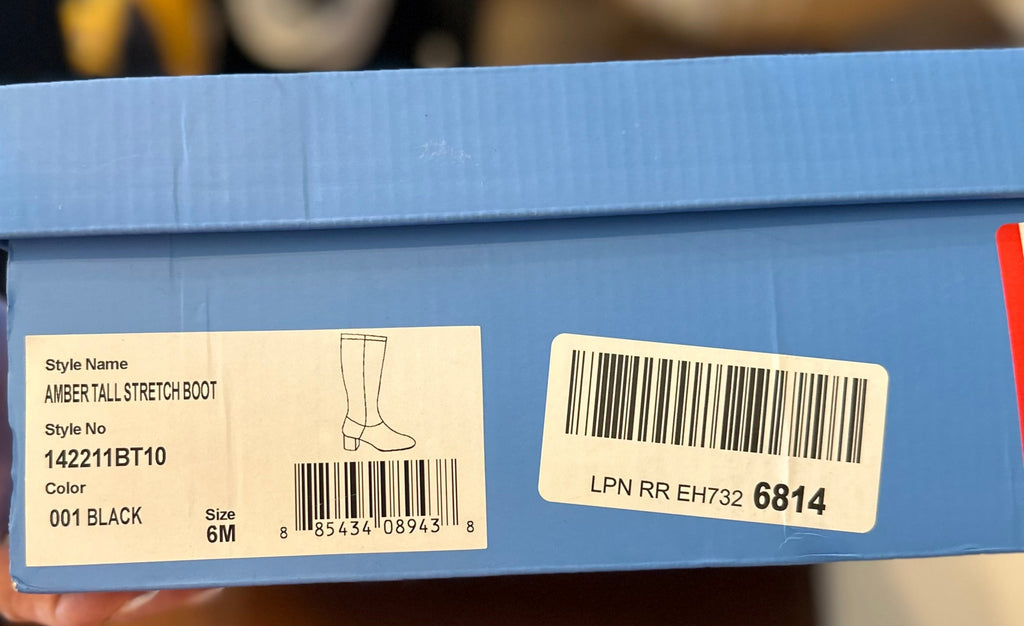 Style Name
AMBER TALL STRETCH BOOT
Style No
142211BT10
Color
001 BLACK
Size
6M
8 85434 08943 8
LPN RR EH732 6814